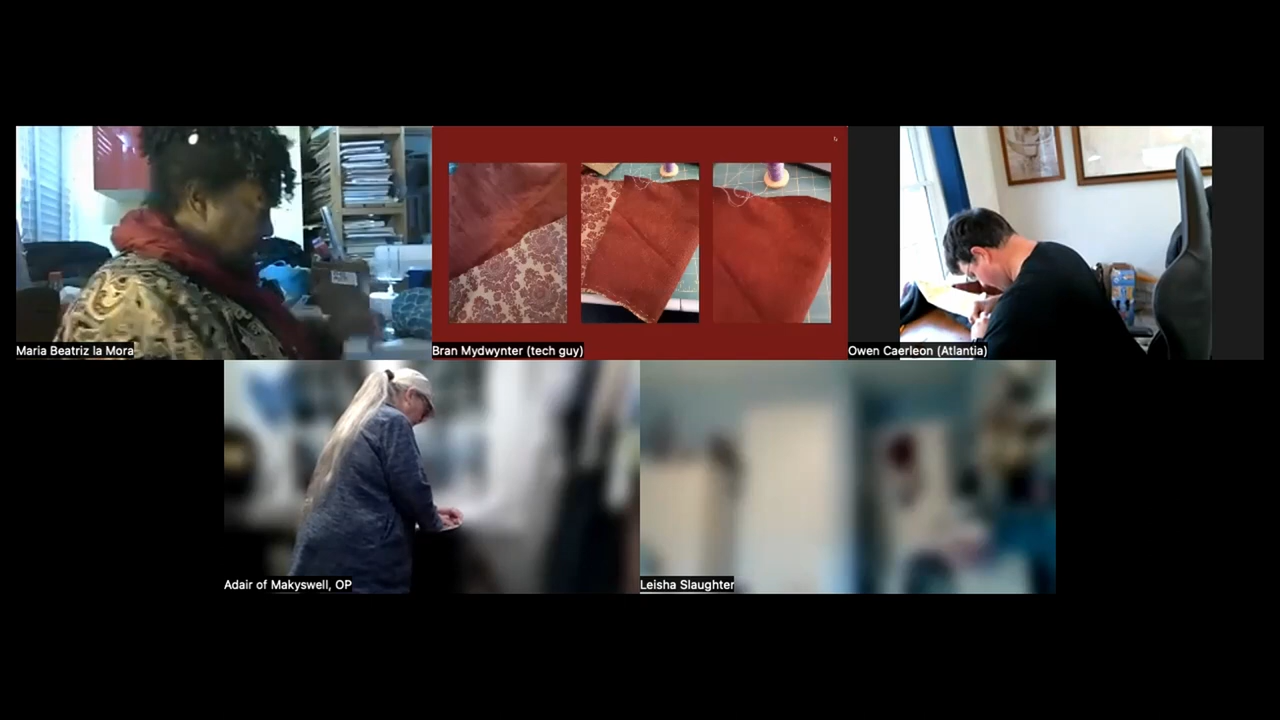 Maria Beatriz la Mora
Bran Mydwynter (tech guy)
Owen Caerleon (Atlantia)
Adair of Makyswell, OP
Leisha Slaughter